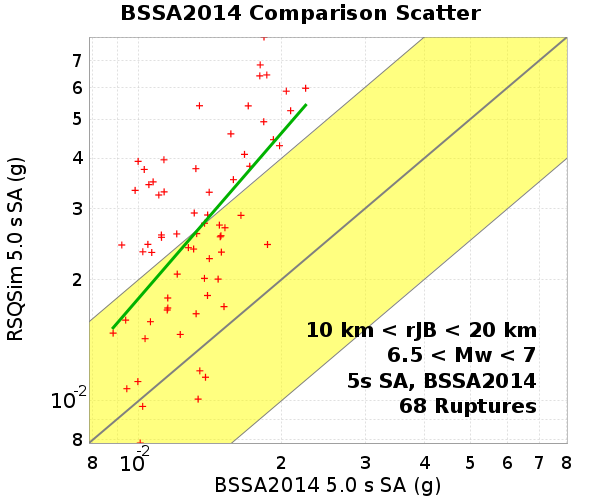 BSSA2014 Comparison Scatter
7
6
5
4
3
2
10-2
8
RSQSim 5.0 s SA (g)
10 km < rJB < 20 km
6.5 < Mw < 7
5s SA, BSSA2014
68 Ruptures
8 10-2 2 3 4 5 6 7 8
BSSA2014 5.0 s SA (g)